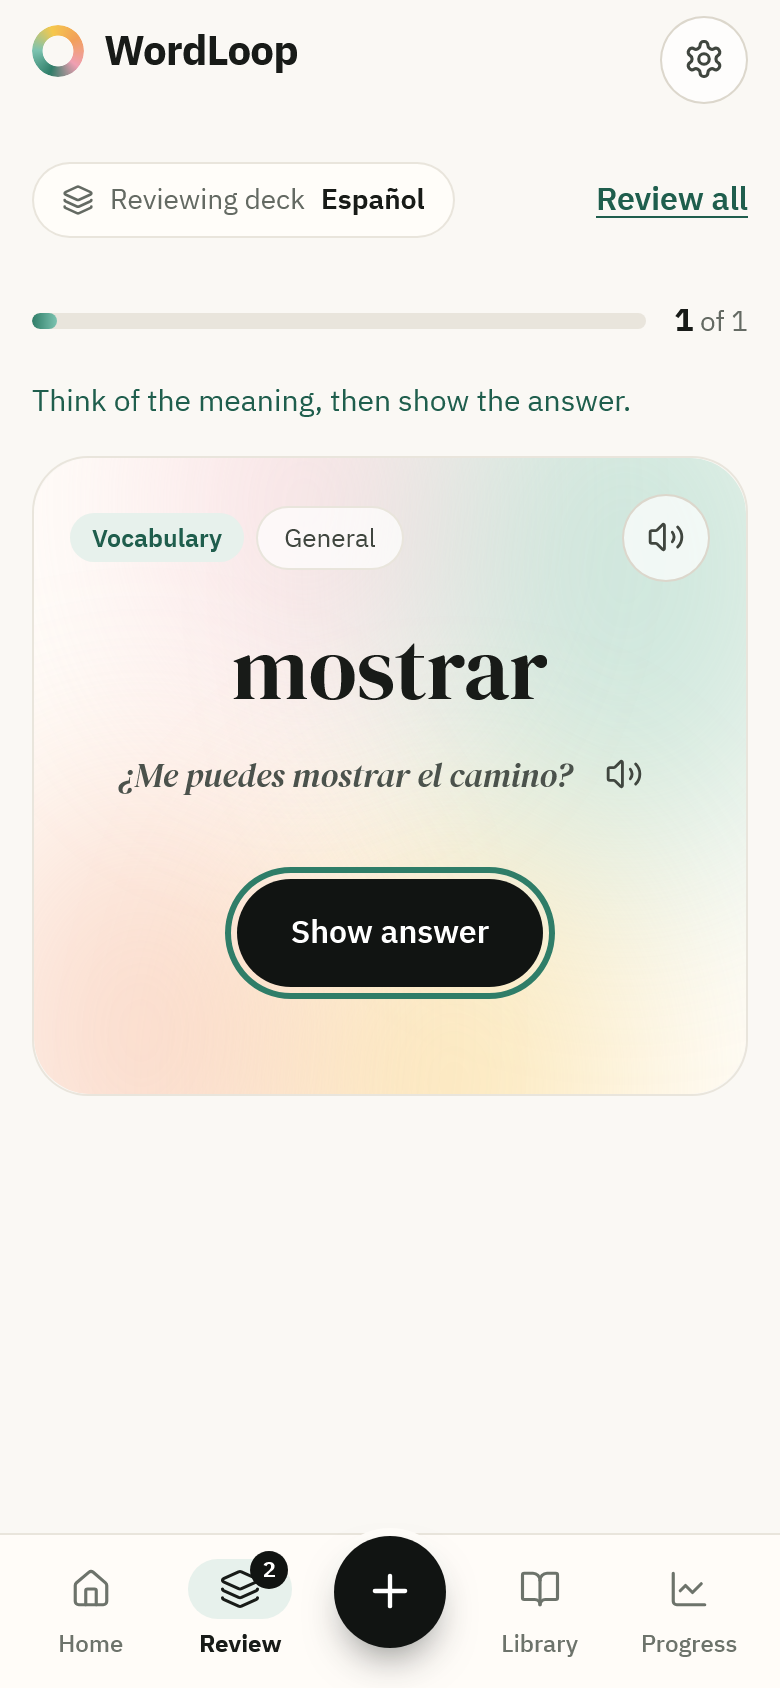 WordLoop
Reviewing deck Español
Review all
1 of 1
Think of the meaning, then show the answer.
Vocabulary
General
mostrar
¿Me puedes mostrar el camino?
Show answer
2
Home
Review
Library
Progress